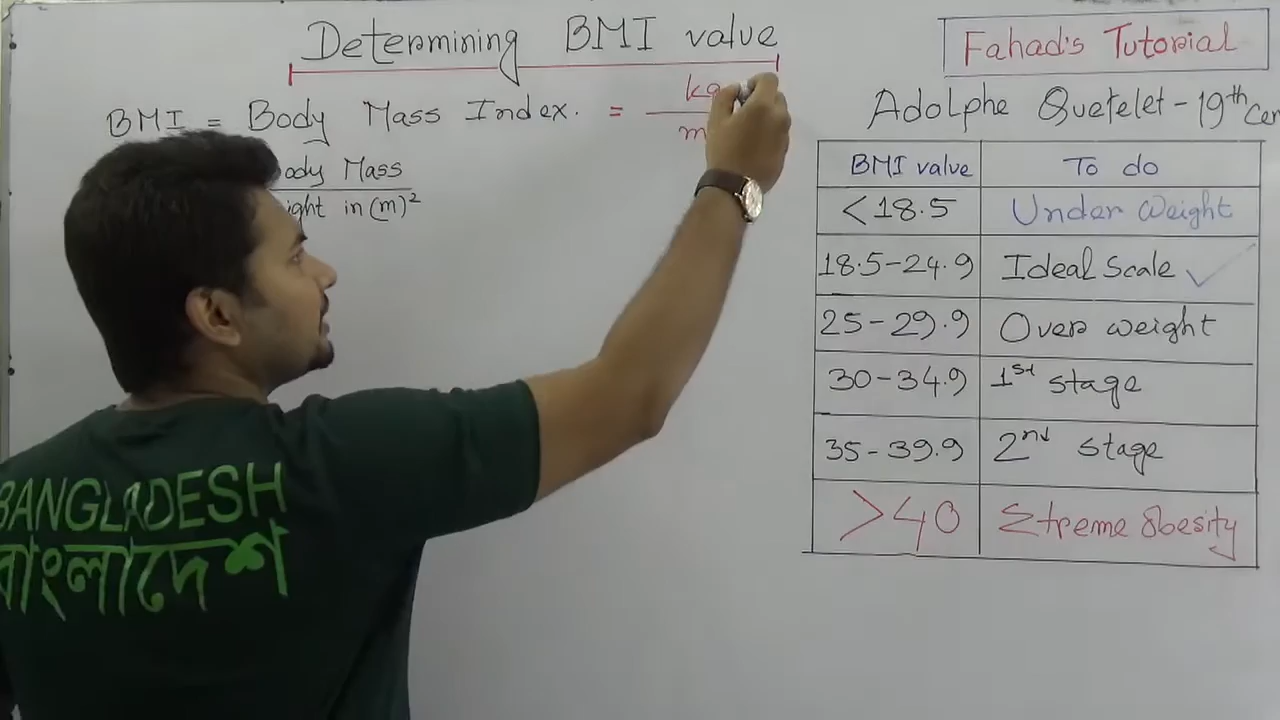 Determining BMI value
BMI = Body Mass Index. = kg
m
ody Mass
ight in (m)²
Fahad's Tutorial
Adolphe Quetelet - 19th Cen
BMI value To do
<18.5 Under Weight
18.5-24.9 Ideal Scale ✓
25-29.9 Over weight
30-34.9 1st stage
35-39.9 2nd stage
>40 Extreme Obesity
BANGLADESH
বাংলাদেশ